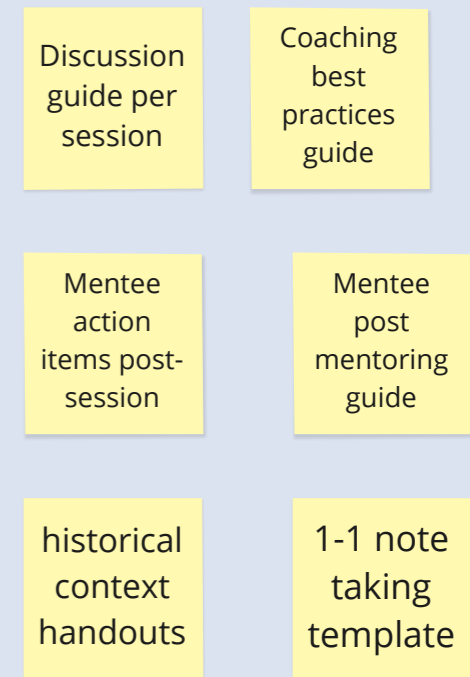 Discussion
guide per
session
Coaching
best
practices
guide
Mentee
action
items post-
session
Mentee
post
mentoring
guide
historical
context
handouts
1-1 note
taking
template